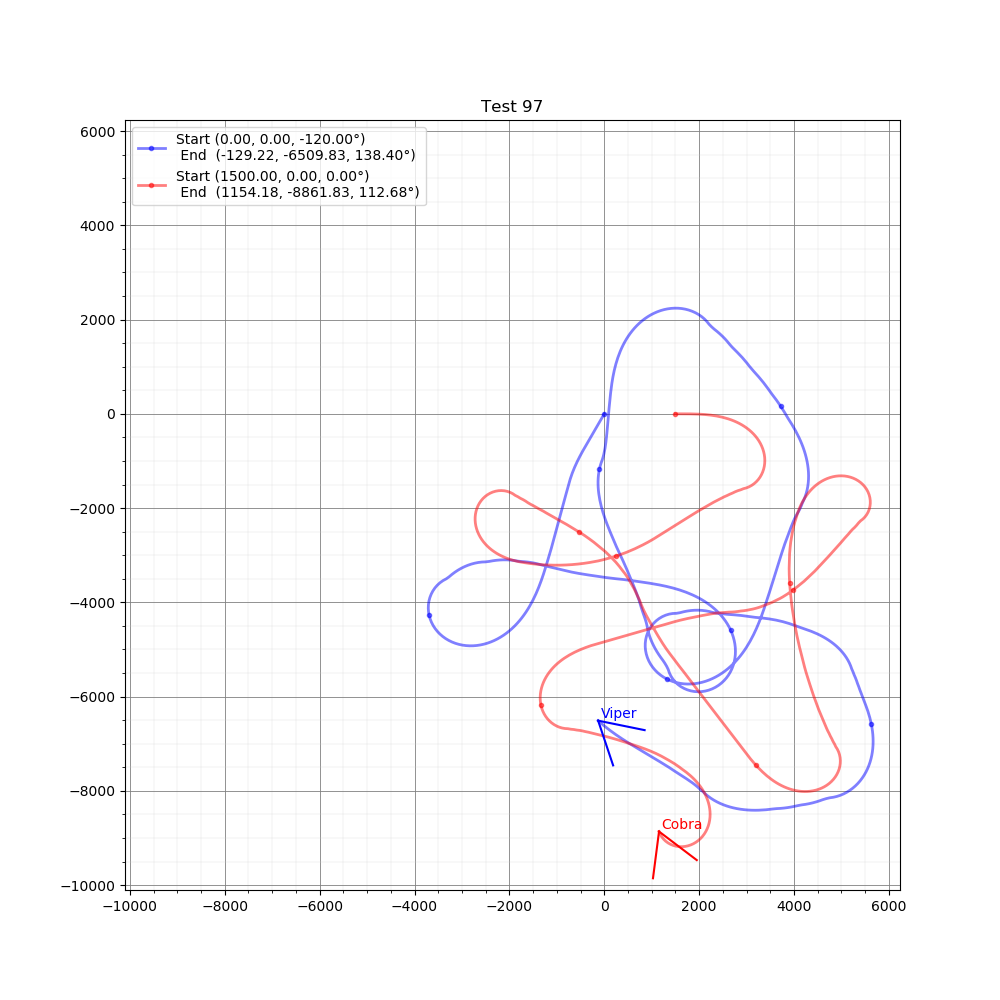 Test 97
Start (0.00, 0.00, -120.00°)
End (-129.22, -6509.83, 138.40°)
Start (1500.00, 0.00, 0.00°)
End (1154.18, -8861.83, 112.68°)
6000
4000
2000
0
−2000
−4000
−6000
−8000
−10000
Viper
Cobra
−10000 −8000 −6000 −4000 −2000 0 2000 4000 6000